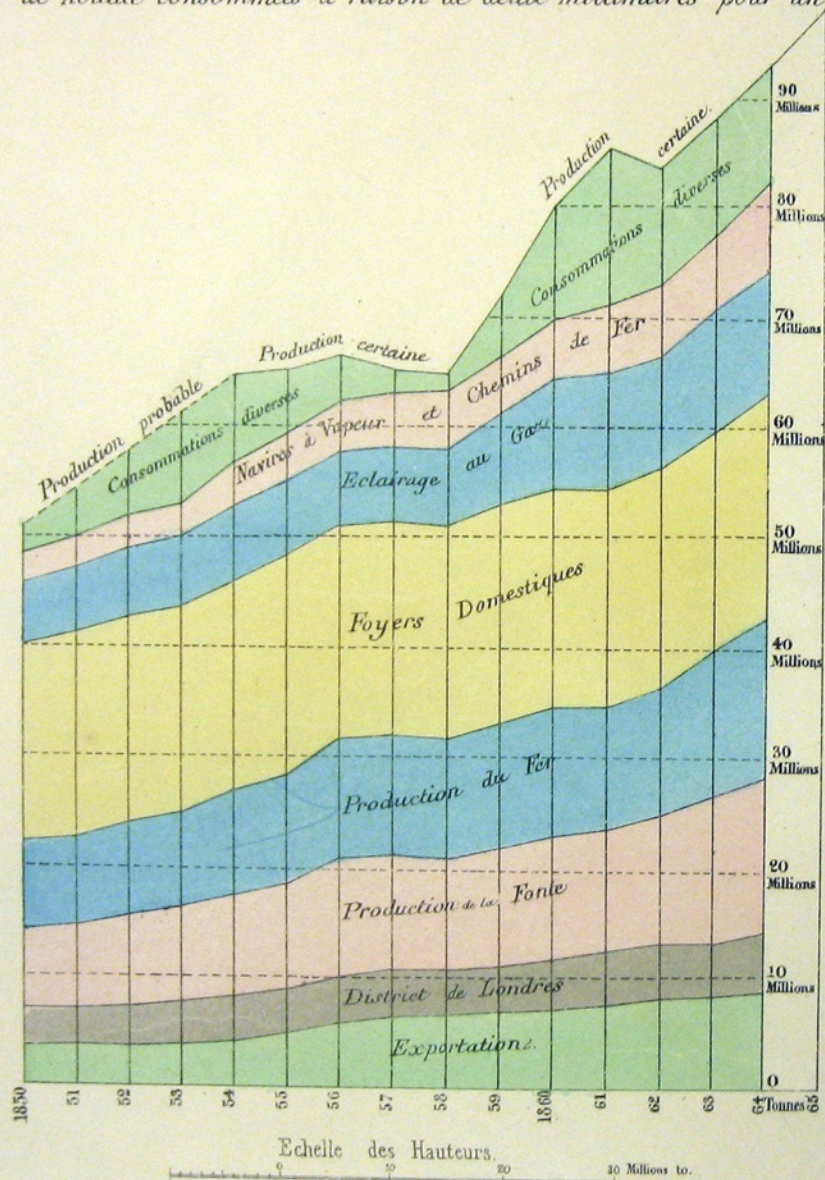 de houille consommées à raison de deux millimètres pour un
Production certaine.
90 Millions
Consommations diverses
80 Millions
70 Millions
Production certaine
Production probable
Consommations diverses
Navires à Vapeur et Chemins de Fer
60 Millions
Eclairage au Gaz
50 Millions
Foyers Domestiques
40 Millions
Production du Fer
30 Millions
Production de la Fonte
20 Millions
District de Londres
10 Millions
Exportations.
0
1850 51 52 53 54 55 56 57 58 59 1860 61 62 63 64 Tonnes 65
Echelle des Hauteurs.
0 10 20 30 Millions to.